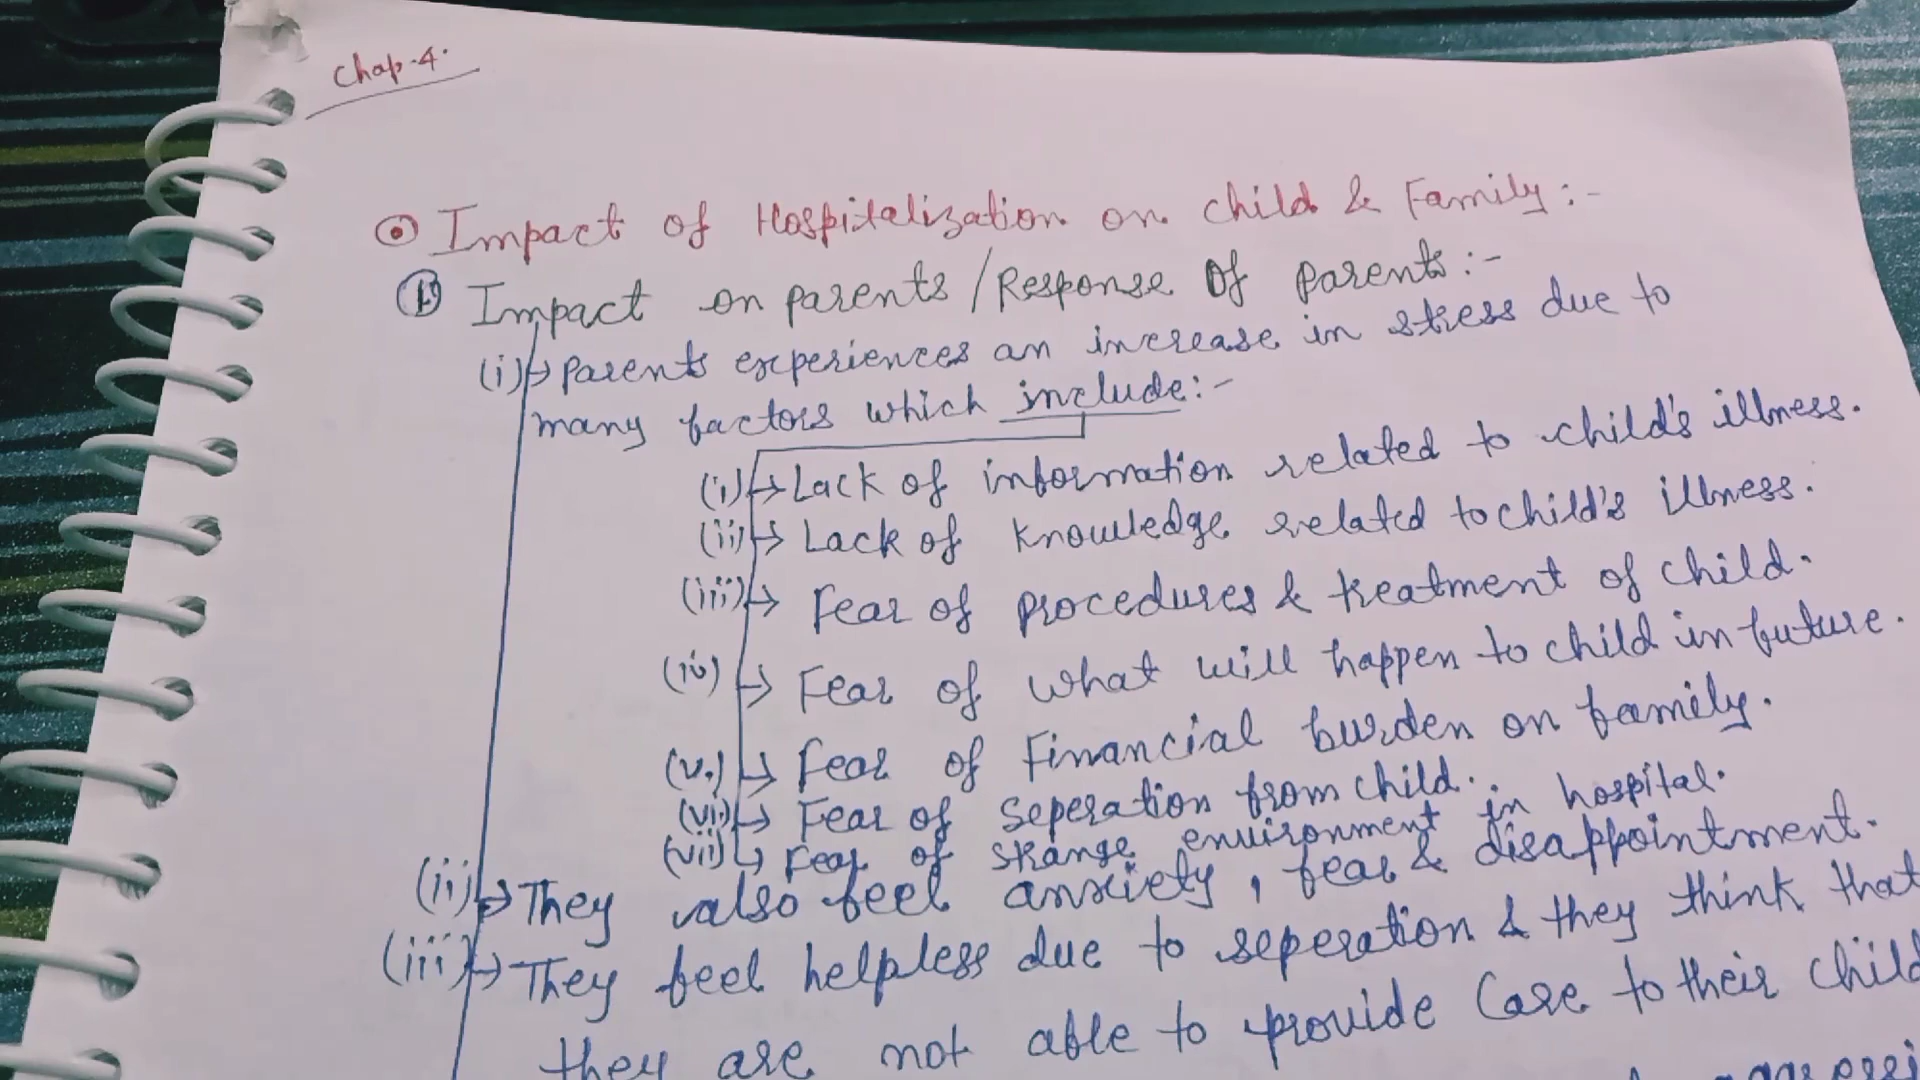 Chap-4.
Impact of Hospitalization on child & Family:-
① Impact on parents / Response of parents:-
(i)→ parents experiences an increase in stress due to
many factors which include:-
(i)→ Lack of information related to child's illness.
(ii)→ Lack of knowledge related to child's illness.
(iii)→ Fear of procedures & treatment of child.
(iv)→ Fear of what will happen to child in future.
(v.)→ Fear of Financial burden on family.
(vi.)→ Fear of seperation from child.
(vii)→ Fear of strange environment in hospital.
(ii)→ They also feel anxiety, fear & disappointment.
(iii)→ They feel helpless due to seperation & they think that
they are not able to provide Care to their child